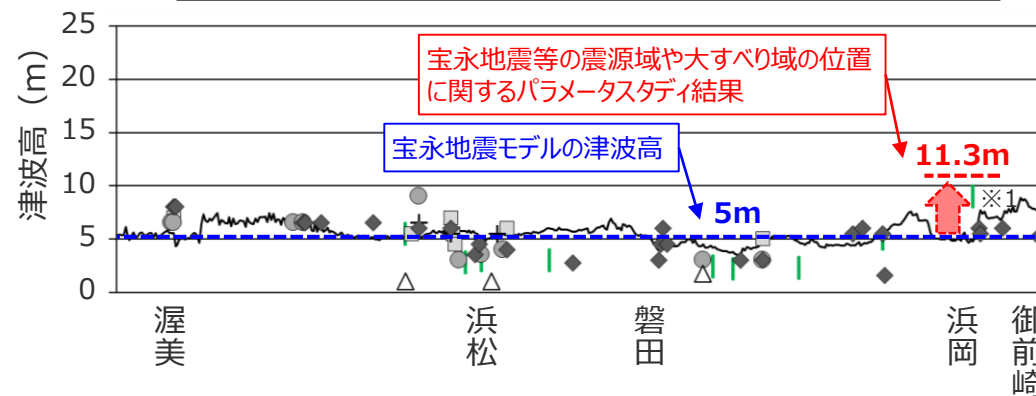 25
20
15
10
5
0
津波高（m）
宝永地震等の震源域や大すべり域の位置
に関するパラメータスタディ結果
宝永地震モデルの津波高
11.3m
※1
5m
渥美
浜松
磐田
浜岡
御前崎